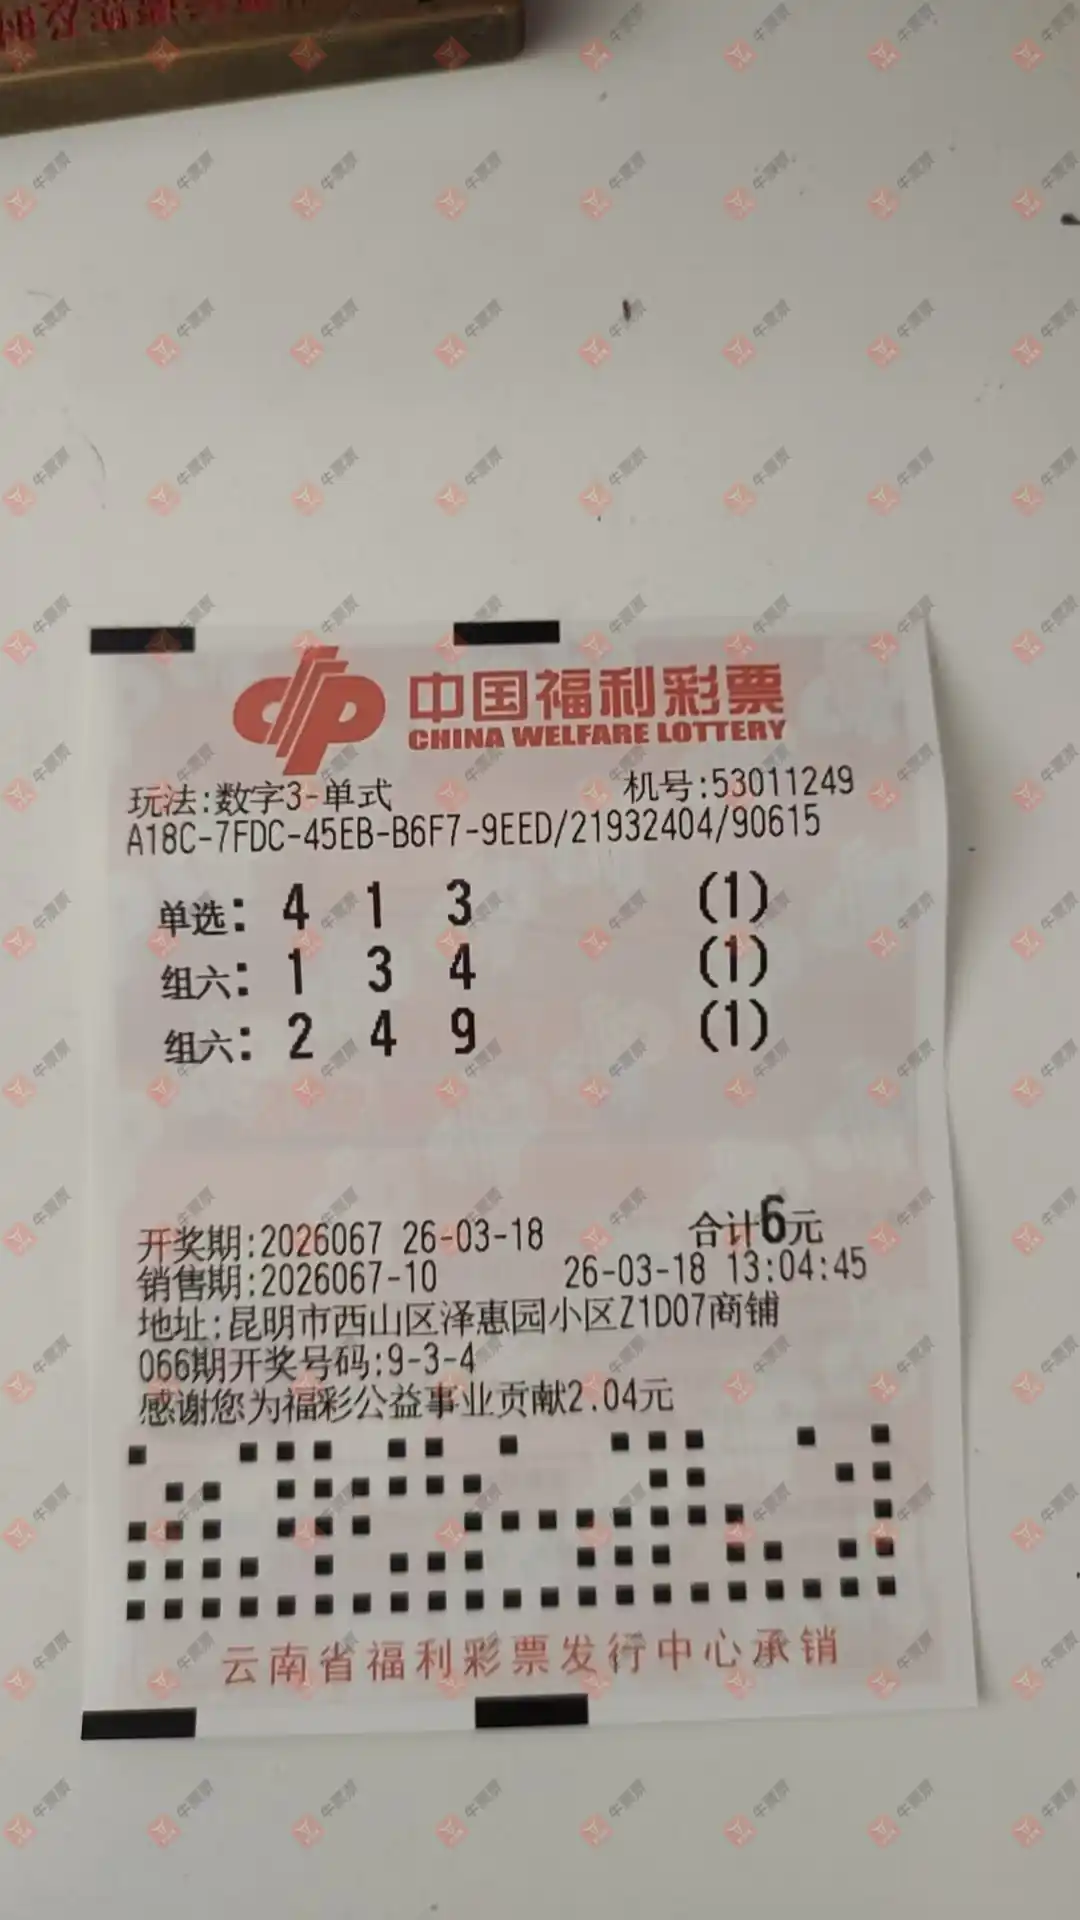 中国福利彩票
CHINA WELFARE LOTTERY
玩法:数字3-单式 机号:53011249
A18C-7FDC-45EB-B6F7-9EED/21932404/90615
单选: 4 1 3 (1)
组六: 1 3 4 (1)
组六: 2 4 9 (1)
开奖期:2026067 26-03-18 合计6元
销售期:2026067-10 26-03-18 13:04:45
地址:昆明市西山区泽惠园小区Z1D07商铺
066期开奖号码:9-3-4
感谢您为福彩公益事业贡献2.04元
云南省福利彩票发行中心承销